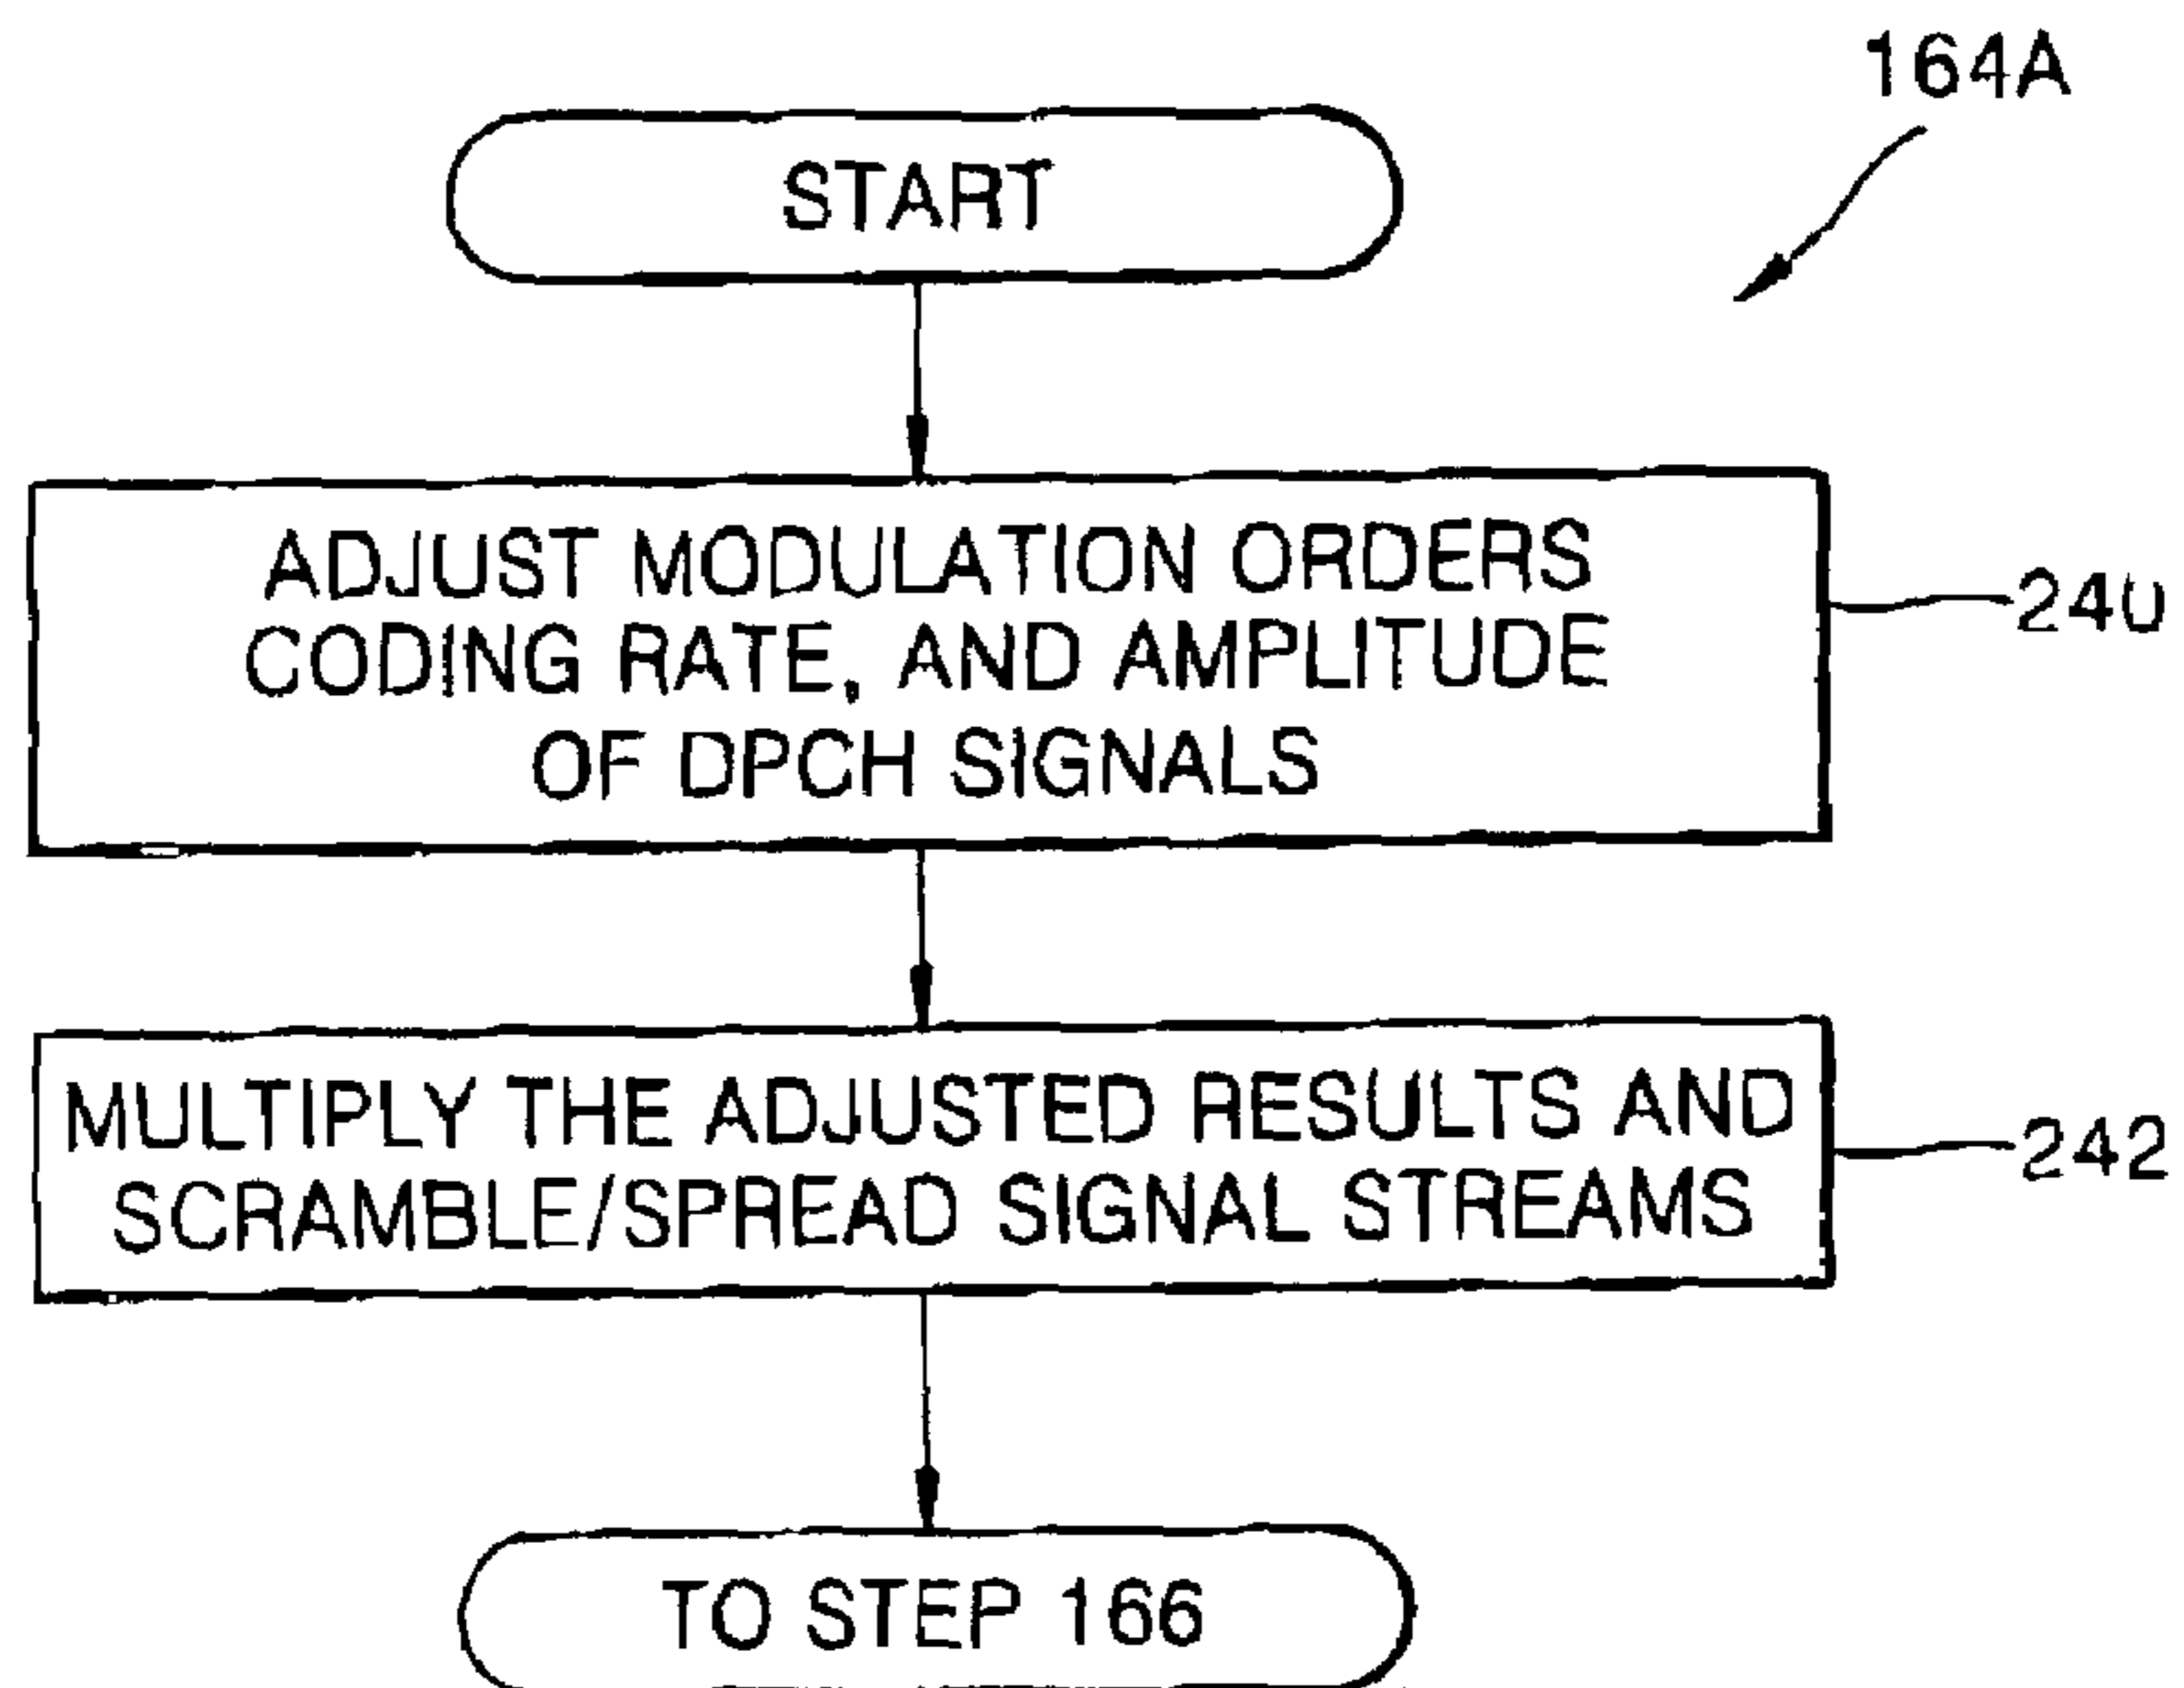 164A
START
ADJUST MODULATION ORDERS
CODING RATE, AND AMPLITUDE
OF DPCH SIGNALS
240
MULTIPLY THE ADJUSTED RESULTS AND
SCRAMBLE/SPREAD SIGNAL STREAMS
242
TO STEP 166